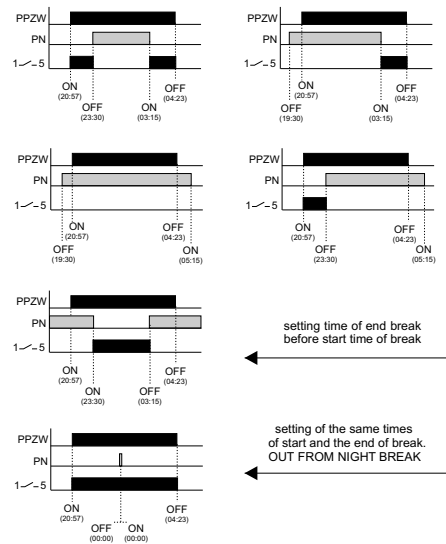 PPZW
PN
1 5
ON
(20:57)
OFF
(23:30)
ON
(03:15)
OFF
(04:23)
PPZW
PN
1 5
OFF
(19:30)
ON
(20:57)
ON
(03:15)
OFF
(04:23)
PPZW
PN
1 5
OFF
(19:30)
ON
(20:57)
OFF
(04:23)
ON
(05:15)
PPZW
PN
1 5
ON
(20:57)
OFF
(23:30)
OFF
(04:23)
ON
(05:15)
PPZW
PN
1 5
ON
(20:57)
ON
(23:30)
OFF
(03:15)
OFF
(04:23)
setting time of end break
before start time of break
PPZW
PN
1 5
ON
(20:57)
OFF
(00:00)
ON
(00:00)
OFF
(04:23)
setting of the same times
of start and the end of break.
OUT FROM NIGHT BREAK